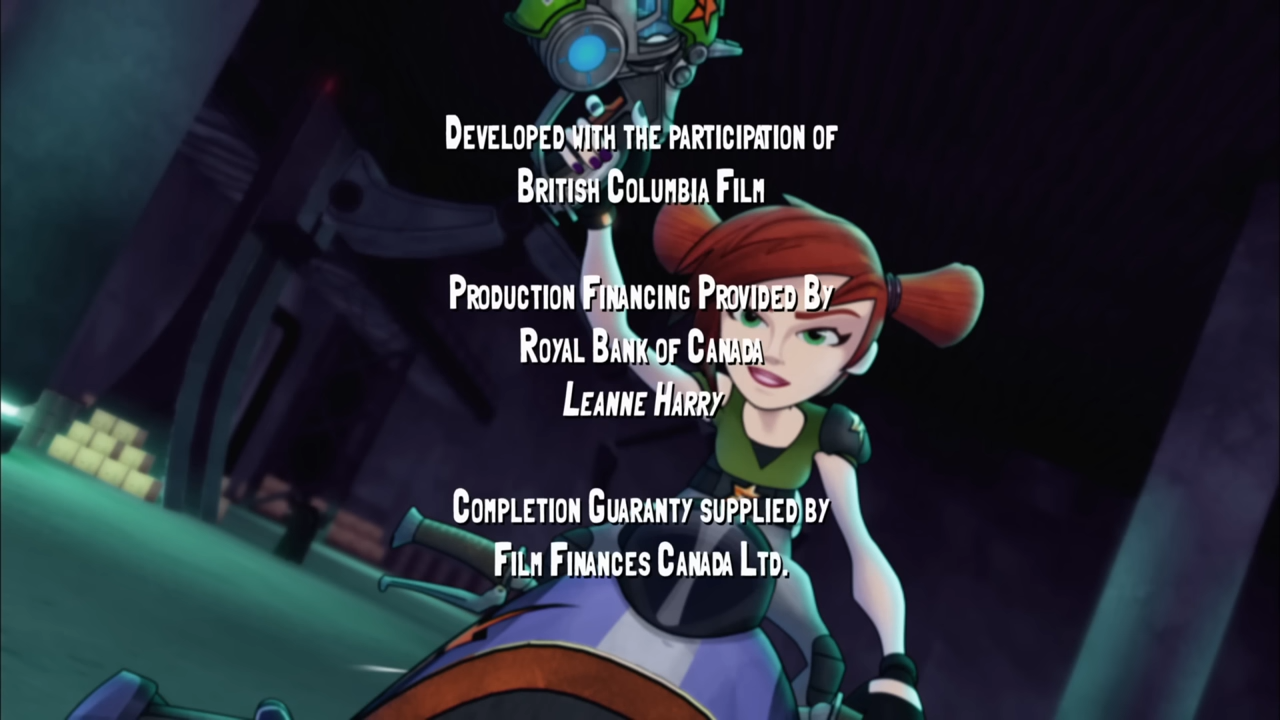 Developed with the participation of
British Columbia Film
Production Financing Provided By
Royal Bank of Canada
Leanne Harry
Completion Guaranty supplied by
Film Finances Canada Ltd.